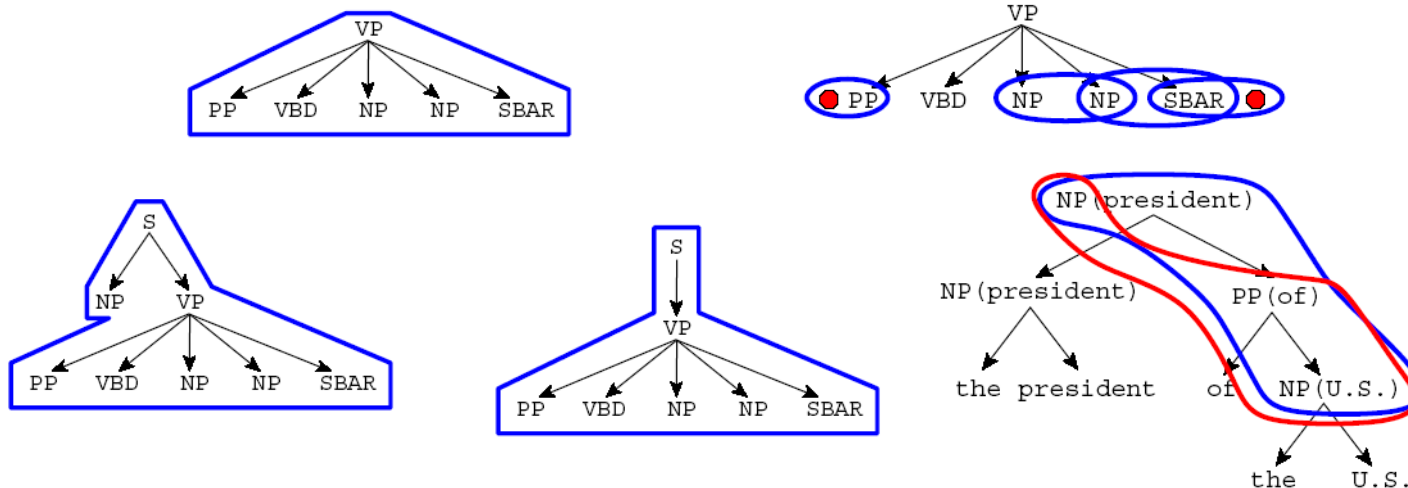 VP
PP VBD NP NP SBAR
VP
PP VBD NP NP SBAR
S
NP VP
PP VBD NP NP SBAR
S
VP
PP VBD NP NP SBAR
NP(president)
NP(president) PP(of)
the president of NP(U.S.)
the U.S.